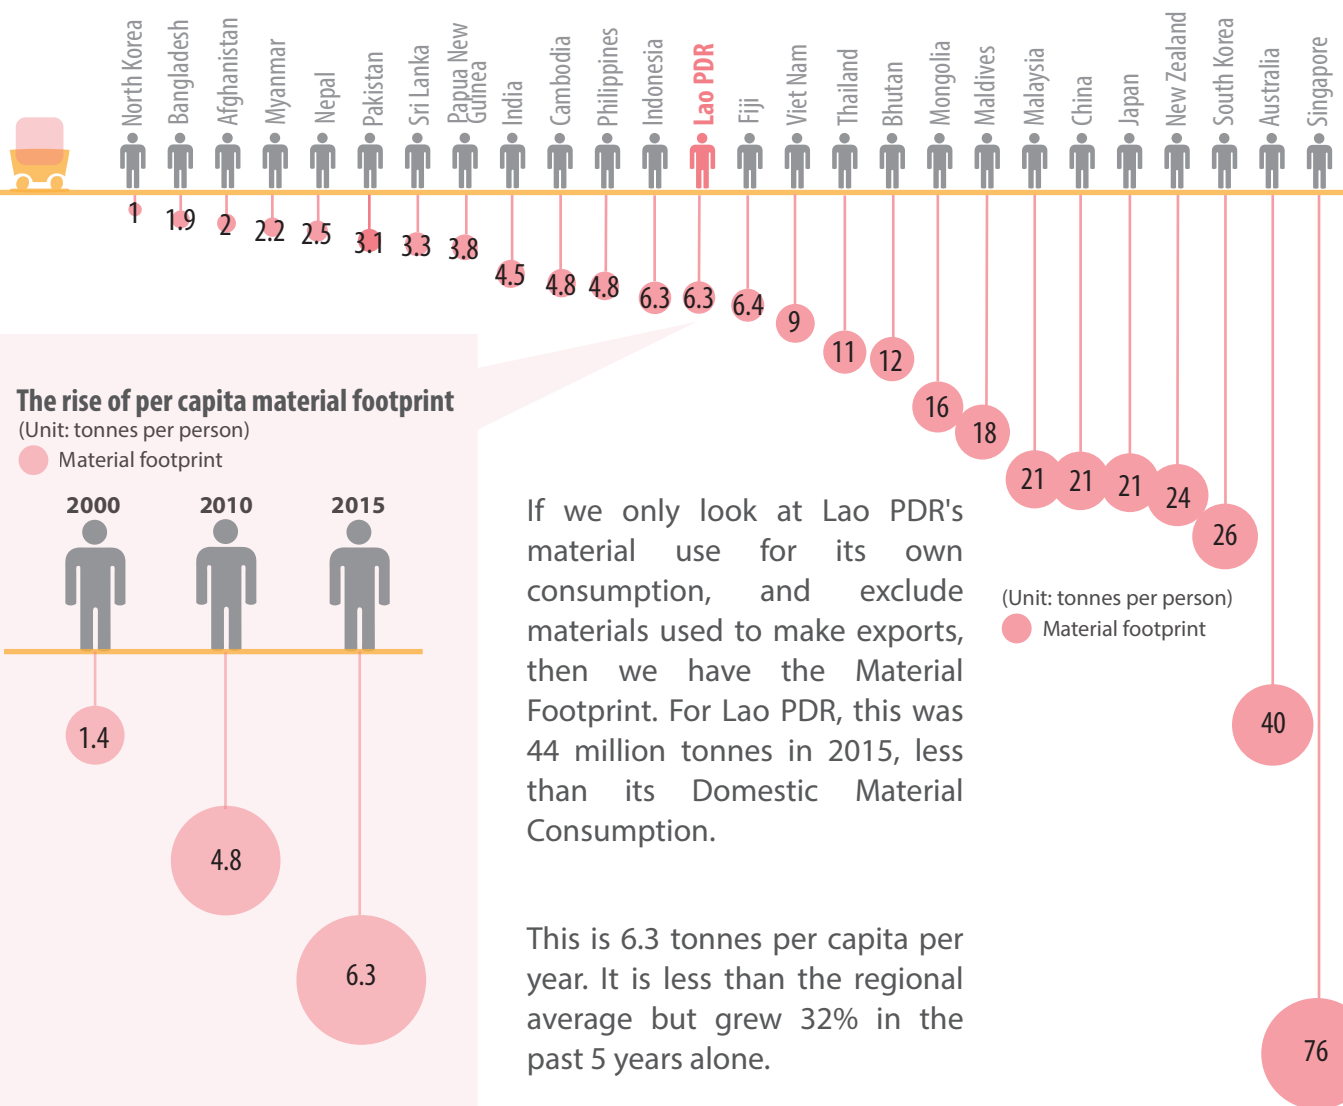 North Korea
Bangladesh
Afghanistan
Myanmar
Nepal
Pakistan
Sri Lanka
Papua New
Guinea
India
Cambodia
Philippines
Indonesia
Lao PDR
Fiji
Viet Nam
Thailand
Bhutan
Mongolia
Maldives
Malaysia
China
Japan
New Zealand
South Korea
Australia
Singapore
1
1.9
2
2.2
2.5
3.1
3.3
3.8
4.5
4.8
4.8
6.3
6.3
6.4
9
11
12
16
18
21
21
21
24
26
40
76
The rise of per capita material footprint
(Unit: tonnes per person)
Material footprint
2000
2010
2015
1.4
4.8
6.3
If we only look at Lao PDR's
material use for its own
consumption, and exclude
materials used to make exports,
then we have the Material
Footprint. For Lao PDR, this was
44 million tonnes in 2015, less
than its Domestic Material
Consumption.
This is 6.3 tonnes per capita per
year. It is less than the regional
average but grew 32% in the
past 5 years alone.
(Unit: tonnes per person)
Material footprint